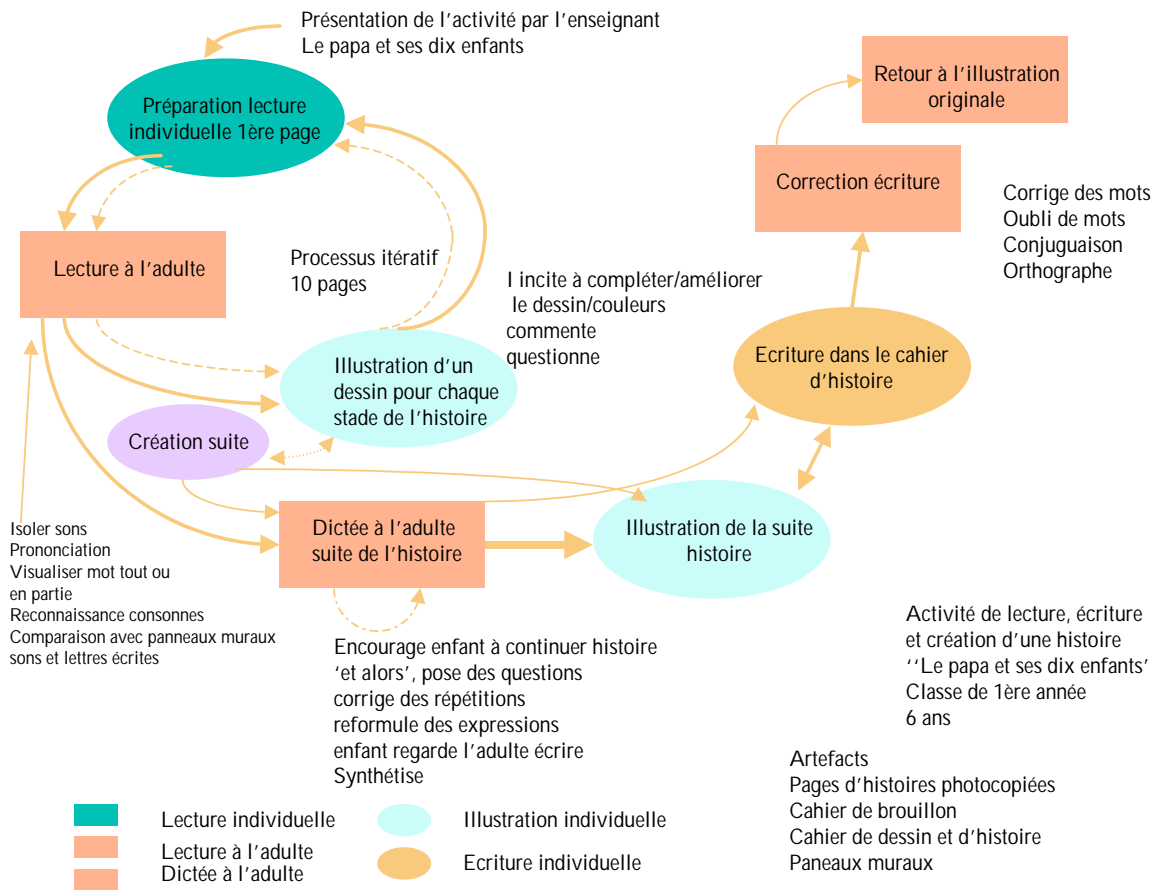 Présentation de l'activité par l'enseignant
Le papa et ses dix enfants
Préparation lecture
individuelle 1ère page
Retour à l'illustration
originale
Correction écriture
Corrige des mots
Oubli de mots
Conjuguaison
Orthographe
Lecture à l'adulte
Processus itératif
10 pages
I incite à compléter/améliorer
le dessin/couleurs
commente
questionne
Illustration d'un
dessin pour chaque
stade de l'histoire
Ecriture dans le cahier
d'histoire
Création suite
Isoler sons
Prononciation
Visualiser mot tout ou
en partie
Reconnaissance consonnes
Comparaison avec panneaux muraux
sons et lettres écrites
Dictée à l'adulte
suite de l'histoire
Illustration de la suite
histoire
Encourage enfant à continuer histoire
'et alors', pose des questions
corrige des répétitions
reformule des expressions
enfant regarde l'adulte écrire
Synthétise
Activité de lecture, écriture
et création d'une histoire
''Le papa et ses dix enfants'
Classe de 1ère année
6 ans
Artefacts
Pages d'histoires photocopiées
Cahier de brouillon
Cahier de dessin et d'histoire
Paneaux muraux
Lecture individuelle
Lecture à l'adulte
Dictée à l'adulte
Illustration individuelle
Ecriture individuelle